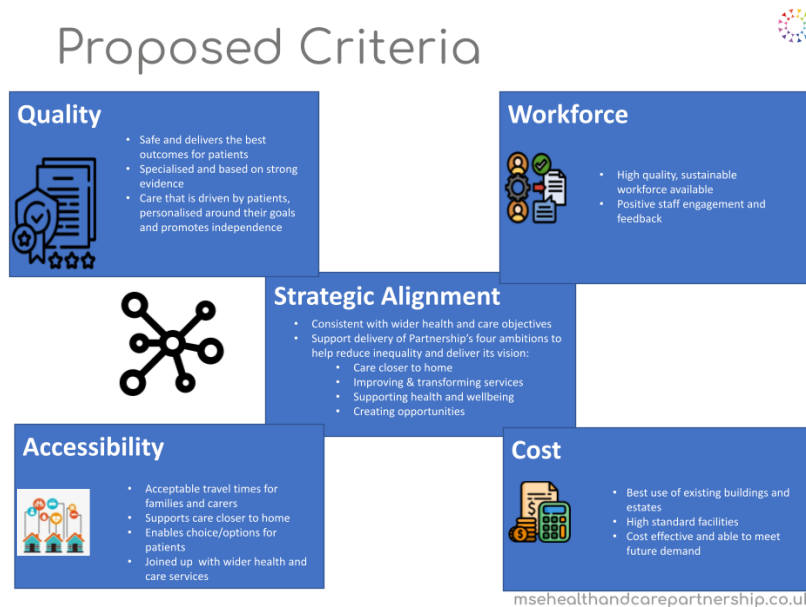 Proposed Criteria
Quality
• Safe and delivers the best
outcomes for patients
• Specialised and based on strong
evidence
• Care that is driven by patients,
personalised around their goals
and promotes independence
Workforce
• High quality, sustainable
workforce available
• Positive staff engagement and
feedback
Strategic Alignment
• Consistent with wider health and care objectives
• Support delivery of Partnership's four ambitions to
help reduce inequality and deliver its vision:
• Care closer to home
• Improving & transforming services
• Supporting health and wellbeing
• Creating opportunities
Accessibility
• Acceptable travel times for
families and carers
• Supports care closer to home
• Enables choice/options for
patients
• Joined up with wider health and
care services
Cost
• Best use of existing buildings and
estates
• High standard facilities
• Cost effective and able to meet
future demand
msehealthandcarepartnership.co.u